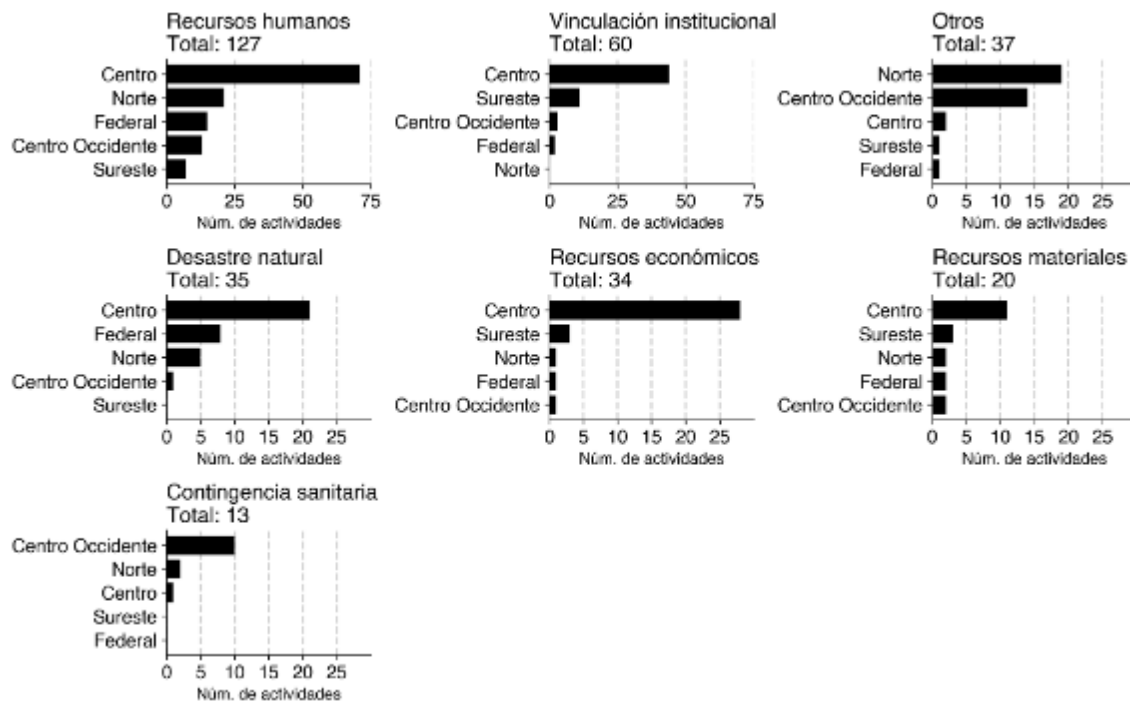 Recursos humanos
Total: 127
Centro
Norte
Federal
Centro Occidente
Sureste
0 25 50 75
Núm. de actividades
Vinculación institucional
Total: 60
Centro
Sureste
Centro Occidente
Federal
Norte
0 25 50 75
Núm. de actividades
Otros
Total: 37
Norte
Centro Occidente
Centro
Sureste
Federal
0 5 10 15 20 25
Núm. de actividades
Desastre natural
Total: 35
Centro
Federal
Norte
Centro Occidente
Sureste
0 5 10 15 20 25
Núm. de actividades
Recursos económicos
Total: 34
Centro
Sureste
Norte
Federal
Centro Occidente
0 5 10 15 20 25
Núm. de actividades
Recursos materiales
Total: 20
Centro
Sureste
Norte
Federal
Centro Occidente
0 5 10 15 20 25
Núm. de actividades
Contingencia sanitaria
Total: 13
Centro Occidente
Norte
Centro
Sureste
Federal
0 5 10 15 20 25
Núm. de actividades